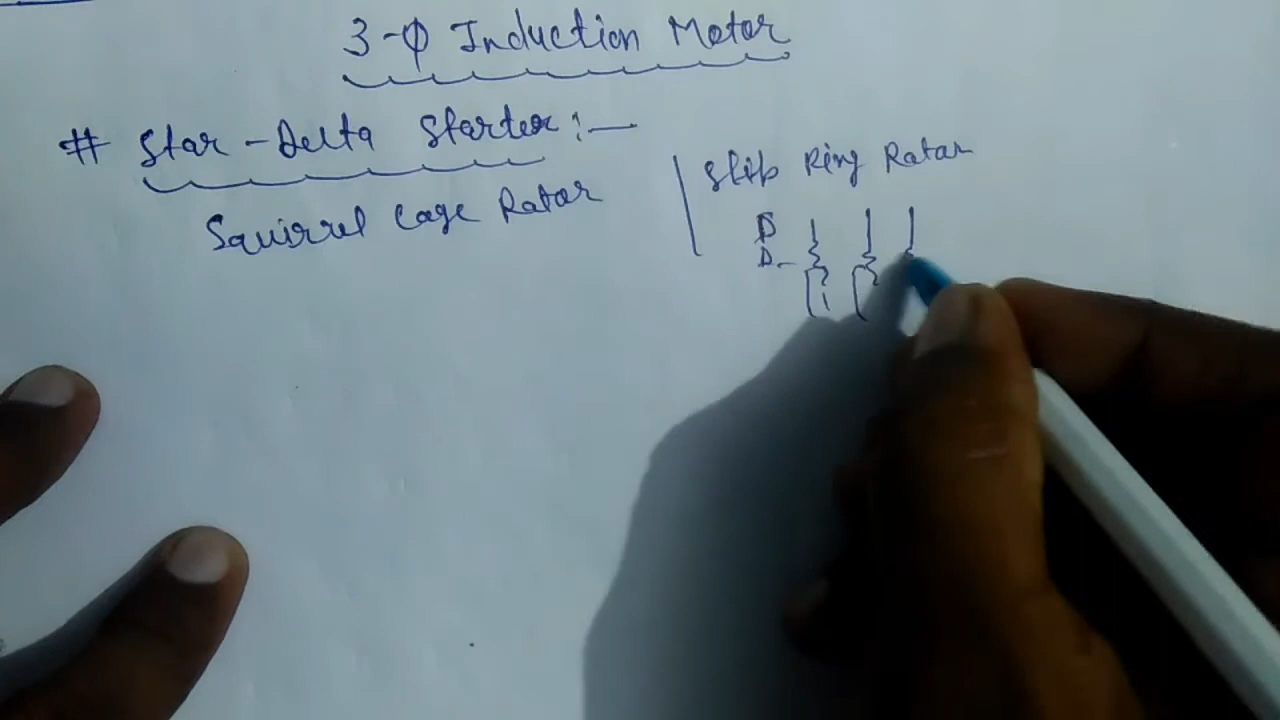 3-Φ Induction Motor
# Star-Delta Starter :—
Squirrel Cage Rotor
Slip Ring Rotor